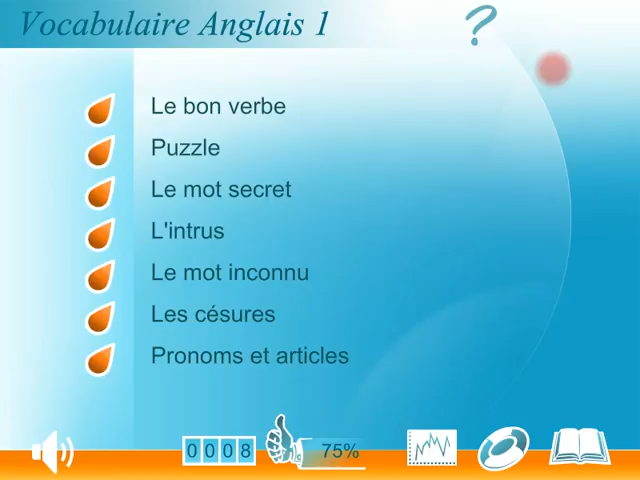 Vocabulaire Anglais 1
?
Le bon verbe
Puzzle
Le mot secret
L'intrus
Le mot inconnu
Les césures
Pronoms et articles
0008
75%